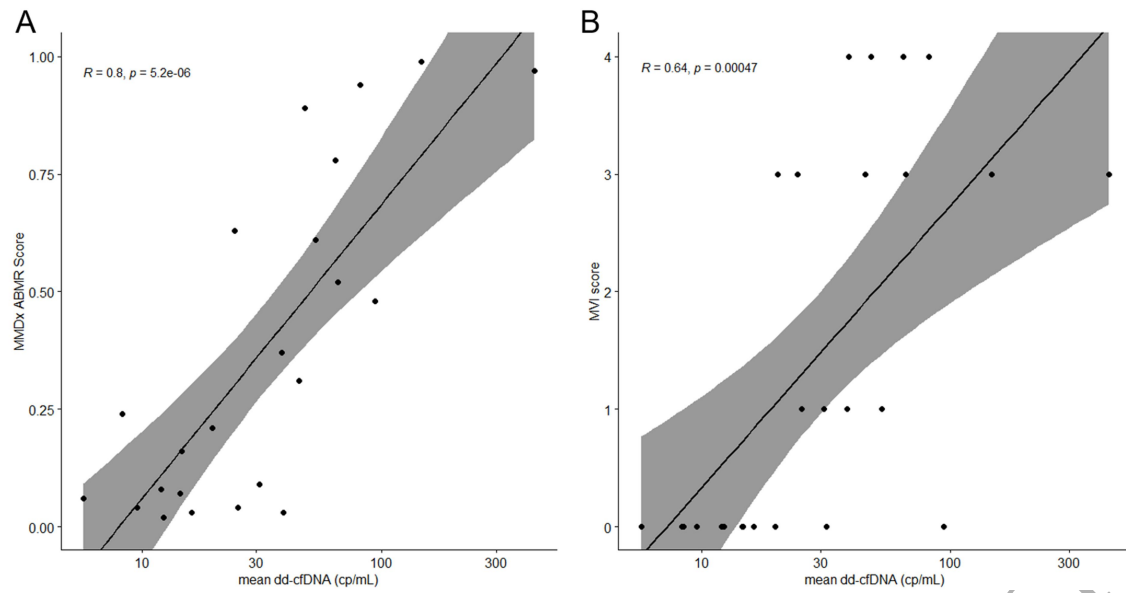 A
R = 0.8, p = 5.2e-06
MMDx ABMR Score
1.00
0.75
0.50
0.25
0.00
10 30 100 300
mean dd-cfDNA (cp/mL)
B
R = 0.64, p = 0.00047
MVI score
4
3
2
1
0
10 30 100 300
mean dd-cfDNA (cp/mL)